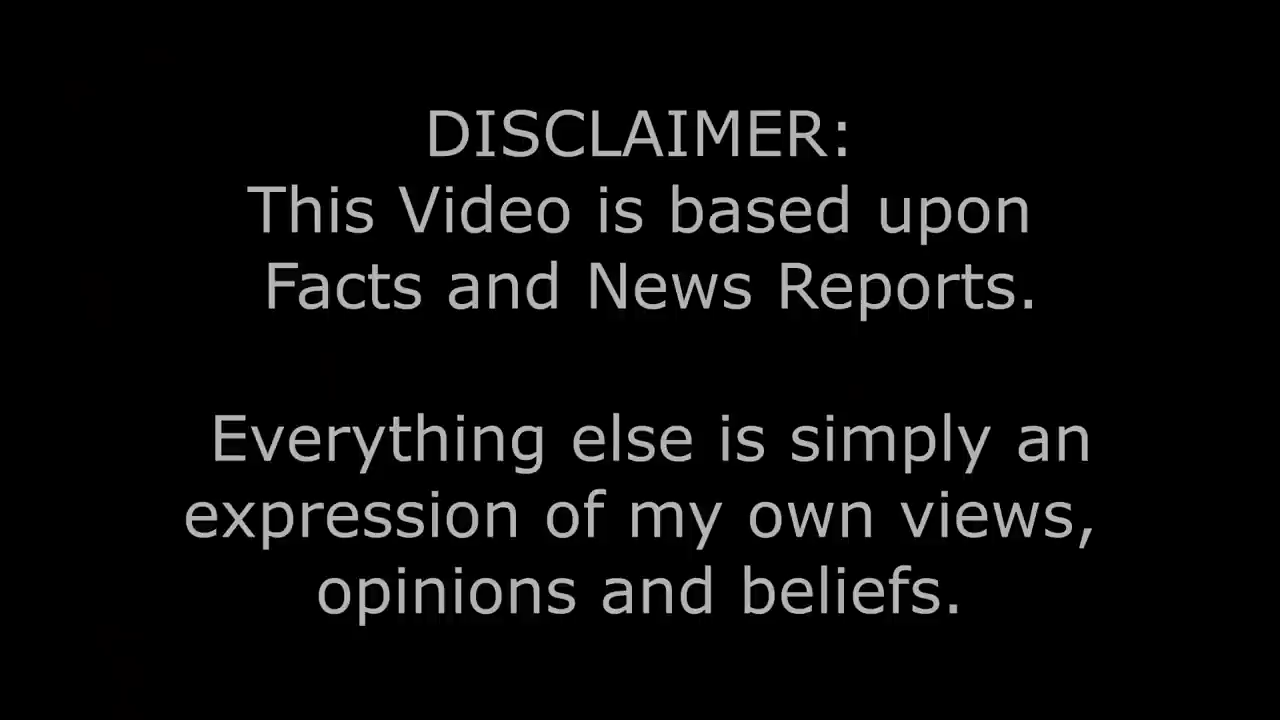 DISCLAIMER:
This Video is based upon
Facts and News Reports.
Everything else is simply an
expression of my own views,
opinions and beliefs.